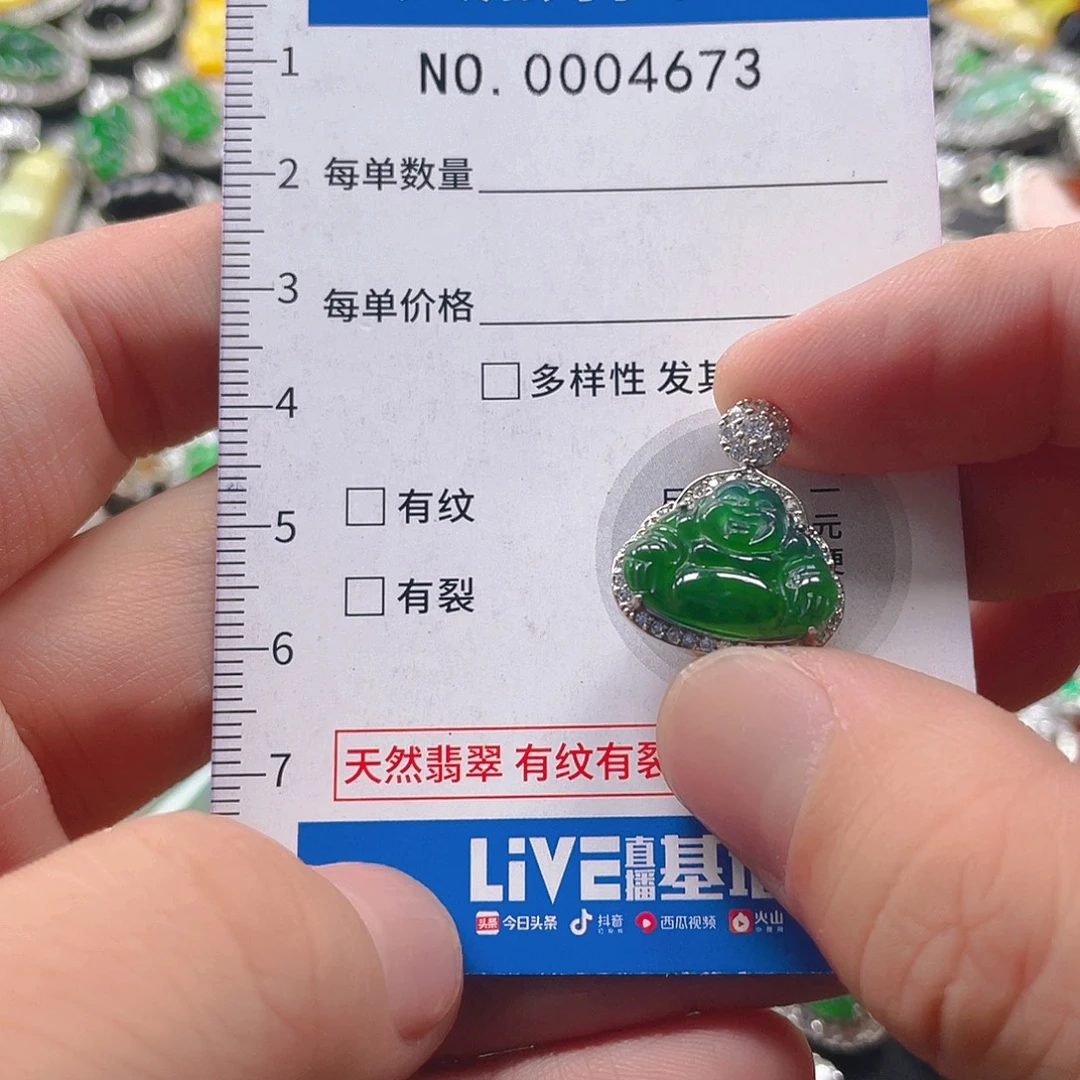 1
NO. 0004673
2 每单数量
3 每单价格
4 □多样性 发
5 □ 有纹
□ 有裂
6
7 天然翡翠 有纹有裂
LiVE直播基地
今日头条 抖音 西瓜视频 火山